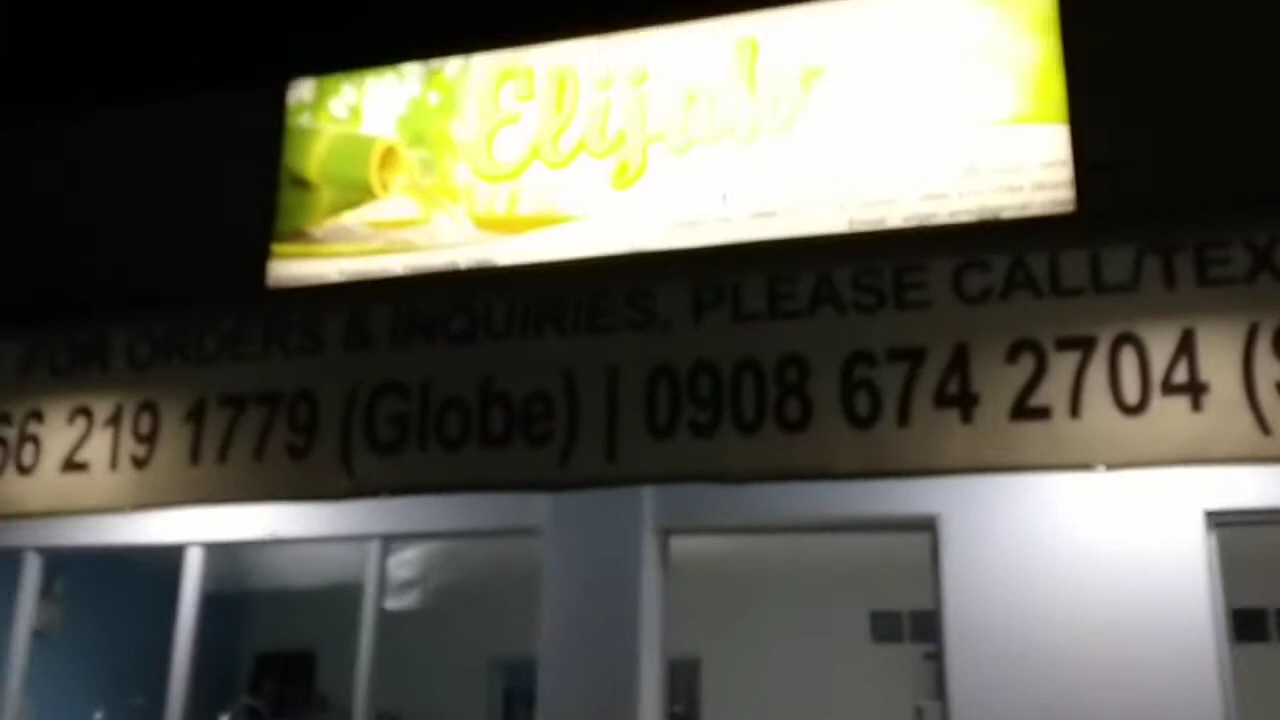 Elijah
FOR ORDERS & INQUIRIES, PLEASE CALL/TEX
66 219 1779 (Globe) | 0908 674 2704 (S